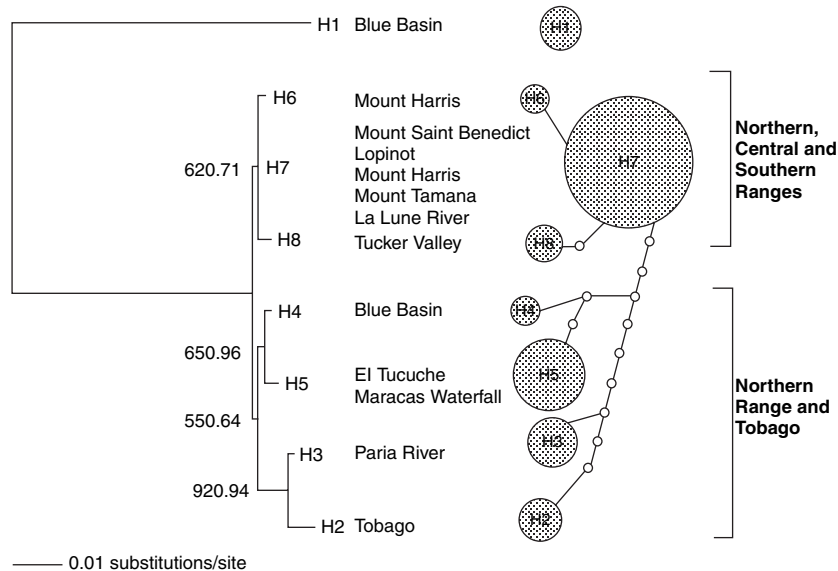 H1 Blue Basin H1
H6 Mount Harris H6
620.71 H7 Mount Saint Benedict H7
Lopinot
Mount Harris
Mount Tamana
La Lune River
H8 Tucker Valley H8
Northern,
Central and
Southern
Ranges
650.96 H4 Blue Basin H4
H5 El Tucuche H5
Maracas Waterfall
550.64
H3 Paria River H3
920.94
H2 Tobago H2
Northern
Range and
Tobago
0.01 substitutions/site